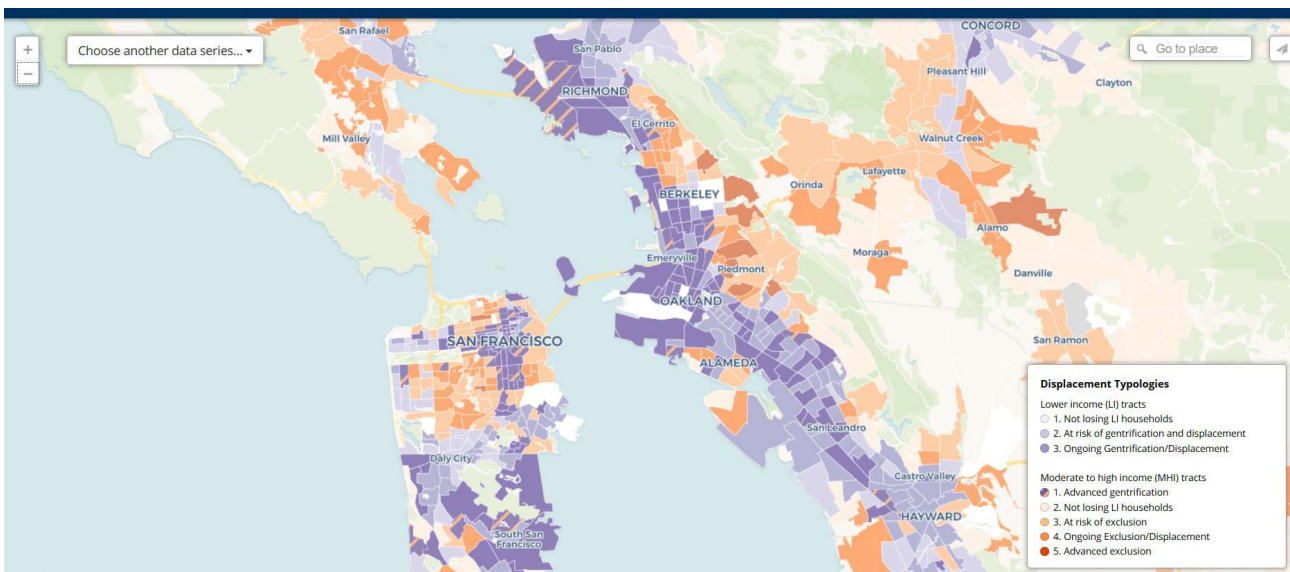 CONCORD
San Rafael
+
Choose another data series...
San Pablo
Go to place
−
Pleasant Hill
Clayton
RICHMOND
El Cerrito
Mill Valley
Walnut Creek
Lafayette
Orinda
BERKELEY
Alamo
Moraga
Emeryville
Piedmont
Danville
OAKLAND
SAN FRANCISCO
San Ramon
ALAMEDA
Displacement Typologies
Lower income (LI) tracts
1. Not losing LI households
2. At risk of gentrification and displacement
3. Ongoing Gentrification/Displacement
San Leandro
Daly City
Castro Valley
Moderate to high income (MHI) tracts
1. Advanced gentrification
2. Not losing LI households
3. At risk of exclusion
4. Ongoing Exclusion/Displacement
5. Advanced exclusion
HAYWARD
South San
Francisco